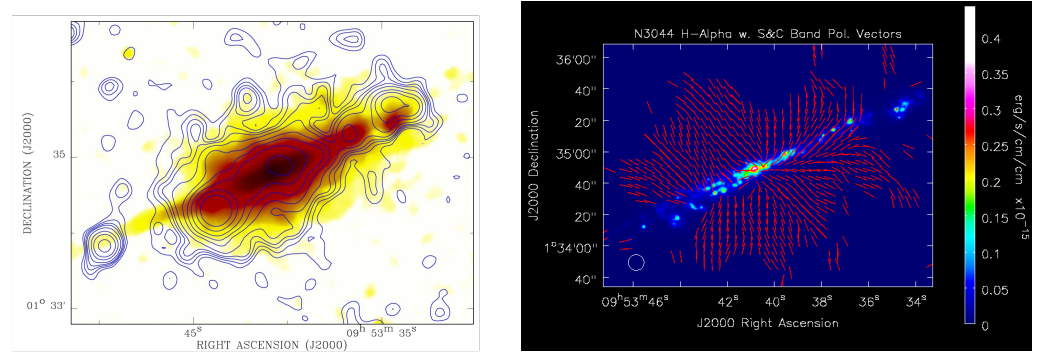 DECLINATION (J2000)
35
01° 33'
45ˢ
09ʰ 53ᵐ 35ˢ
RIGHT ASCENSION (J2000)
N3044 H-Alpha w. S&C Band Pol. Vectors
J2000 Declination
36'00"
40"
20"
35'00"
40"
20"
1°34'00"
40"
09ʰ53ᵐ46ˢ
42ˢ
40ˢ
38ˢ
36ˢ
34ˢ
J2000 Right Ascension
0.4
0.35
0.3
0.25
0.2
0.15
0.1
0.05
0
erg/s/cm/cm x10⁻¹⁵